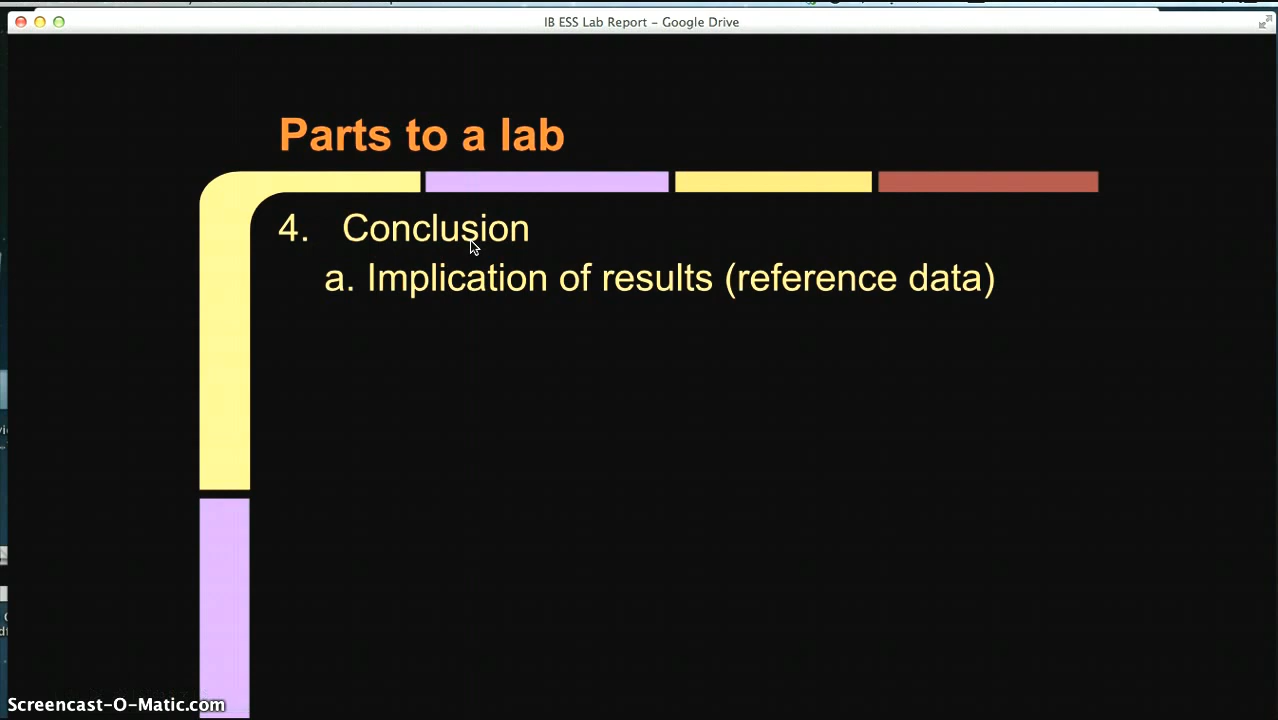 IB ESS Lab Report – Google Drive
Parts to a lab
4. Conclusion
a. Implication of results (reference data)
Screencast-O-Matic.com